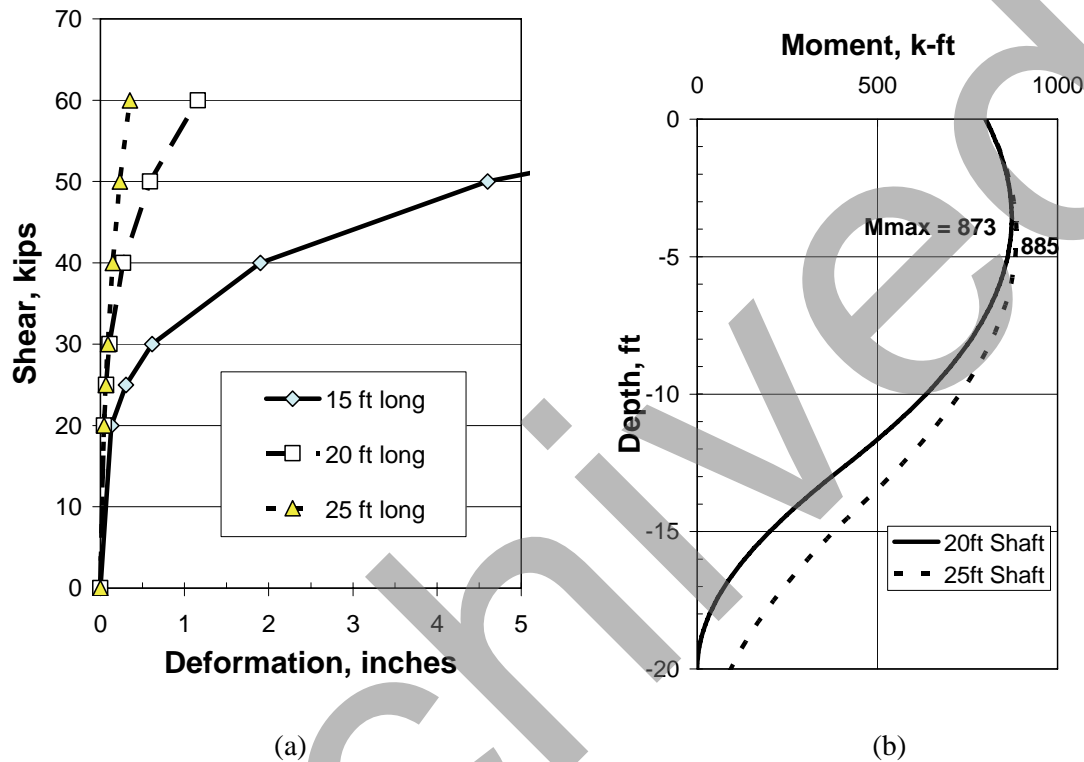 70
60
50
40
30
20
10
0
Shear, kips
0 1 2 3 4 5
Deformation, inches
15 ft long
20 ft long
25 ft long
(a)
Moment, k-ft
0 500 1000
0
-5
-10
-15
-20
Depth, ft
Mmax = 873
885
20ft Shaft
25ft Shaft
(b)